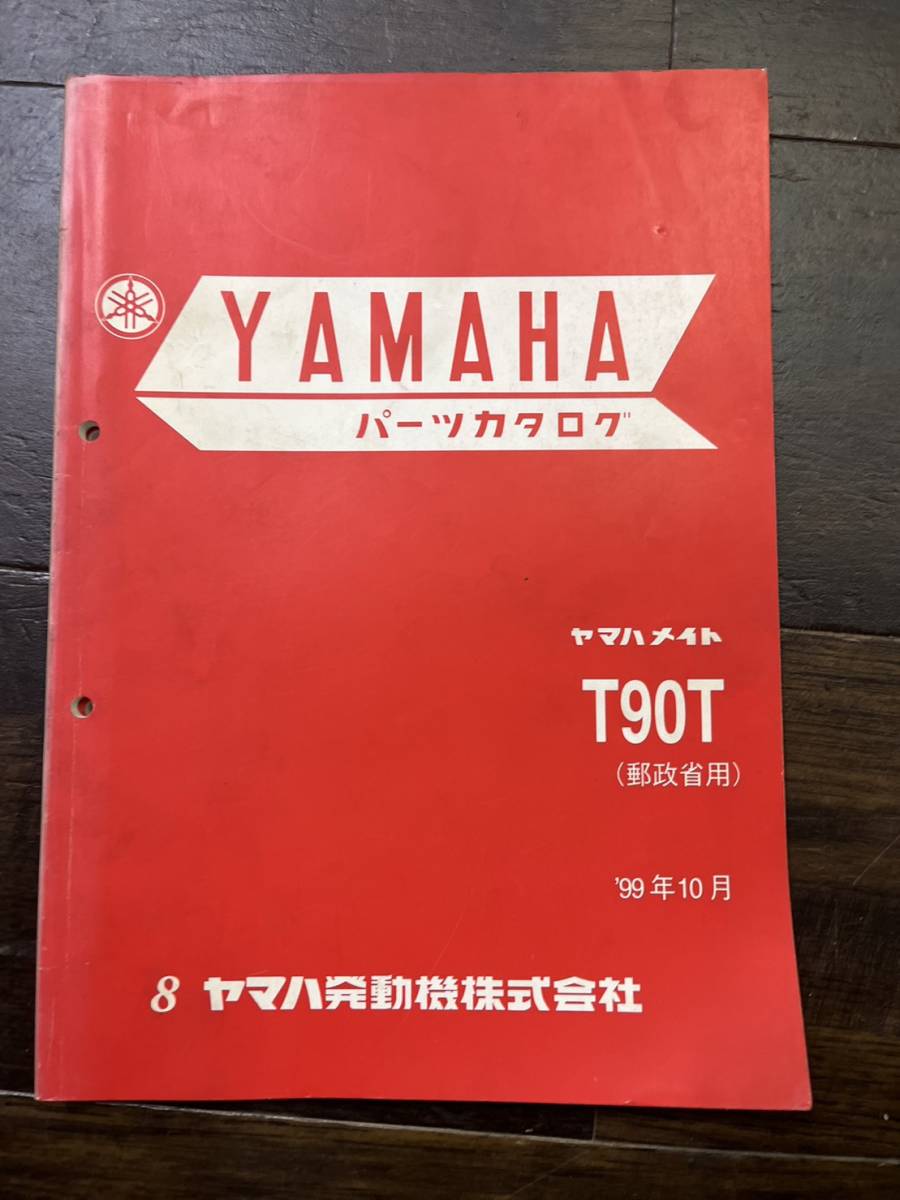 YAMAHA
パーツカタログ
ヤマハメイト
T90T
（郵政省用）
'99年10月
8 ヤマハ発動機株式会社